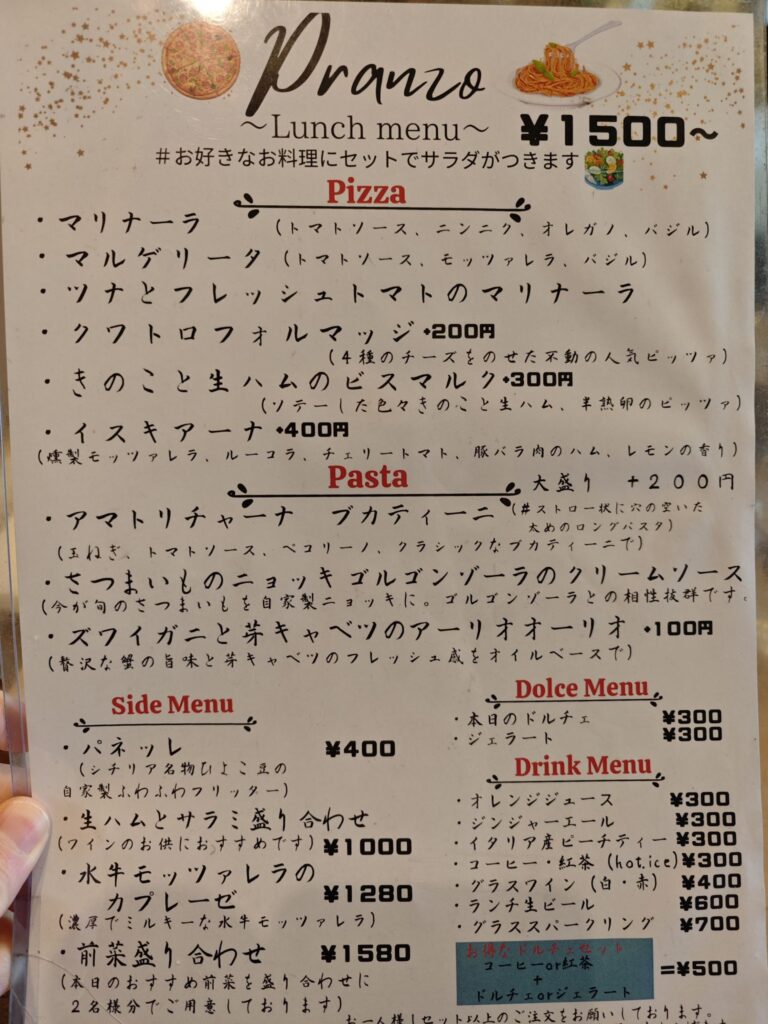 Pranzo
～Lunch menu～ ¥1500～
＃お好きなお料理にセットでサラダがつきます
Pizza
・マリナーラ (トマトソース、ニンニク、オレガノ、バジル)
・マルゲリータ (トマトソース、モッツァレラ、バジル)
・ツナとフレッシュトマトのマリナーラ
・クワトロフォルマッジ +200円
(４種のチーズをのせた不動の人気ピッツァ)
・きのこと生ハムのビスマルク +300円
(ソテーした色々きのこと生ハム、半熟卵のピッツァ)
・イスキアーナ +400円
(燻製モッツァレラ、ルーコラ、チェリートマト、豚バラ肉のハム、レモンの香り)
Pasta 大盛り ＋２００円
・アマトリチャーナ ブカティーニ (＃ストロー状に穴の空いた
太めのロングパスタ)
(玉ねぎ、トマトソース、ペコリーノ、クラシックなブカティーニで)
・さつまいものニョッキ ゴルゴンゾーラのクリームソース
(今が旬のさつまいもを自家製ニョッキに。ゴルゴンゾーラとの相性抜群です。
・ズワイガニと芽キャベツのアーリオオーリオ +100円
(贅沢な蟹の旨味と芽キャベツのフレッシュ感をオイルベースで)
Side Menu
・パネッレ ¥400
(シチリア名物ひよこ豆の
自家製ふわふわフリッター)
・生ハムとサラミ盛り合わせ
(ワインのお供におすすめです) ¥1000
・水牛モッツァレラの
カプレーゼ ¥1280
(濃厚でミルキーな水牛モッツァレラ)
・前菜盛り合わせ ¥1580
(本日のおすすめ前菜を盛り合わせに
２名様分でご用意しております)
Dolce Menu
・本日のドルチェ ¥300
・ジェラート ¥300
Drink Menu
・オレンジジュース ¥300
・ジンジャーエール ¥300
・イタリア産ピーチティー ¥300
・コーヒー・紅茶 (hot.ice) ¥300
・グラスワイン (白・赤) ¥400
・ランチ生ビール ¥600
・グラススパークリング ¥700
お得なドルチェセット
コーヒーor紅茶
+
ドルチェorジェラート
=¥500
お一人様1セット以上のご注文をお願いしております。